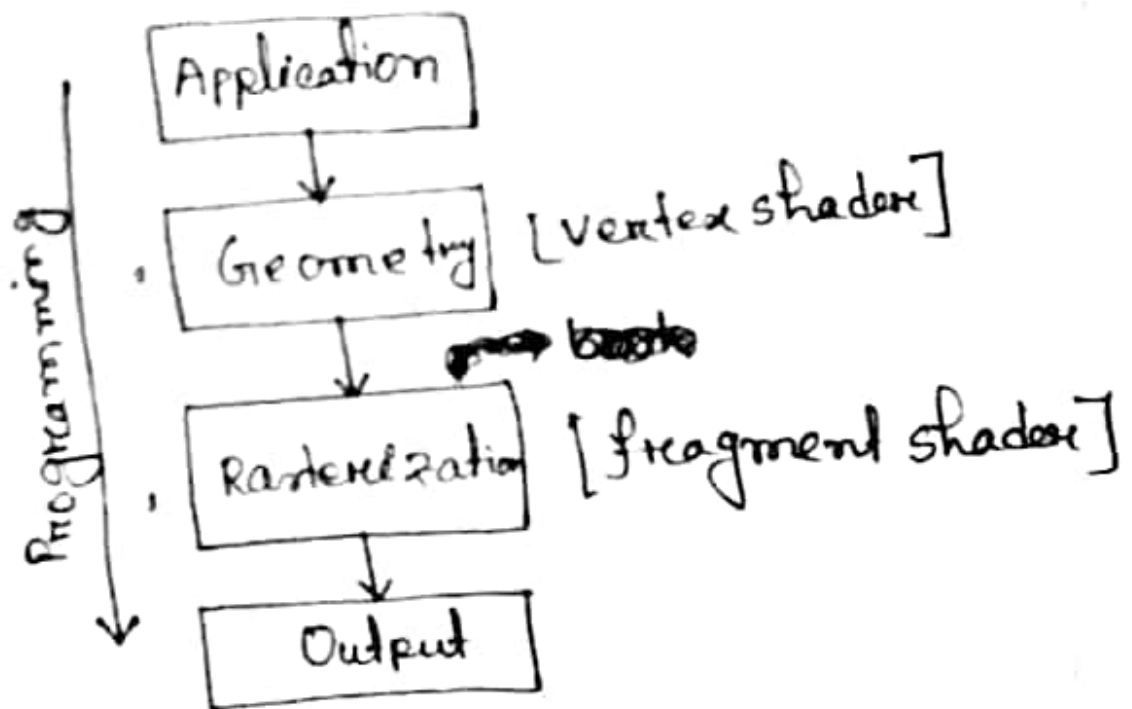 Application
Geometry
[vertex shader]
Rasterization
[fragment shader]
Output
Programming